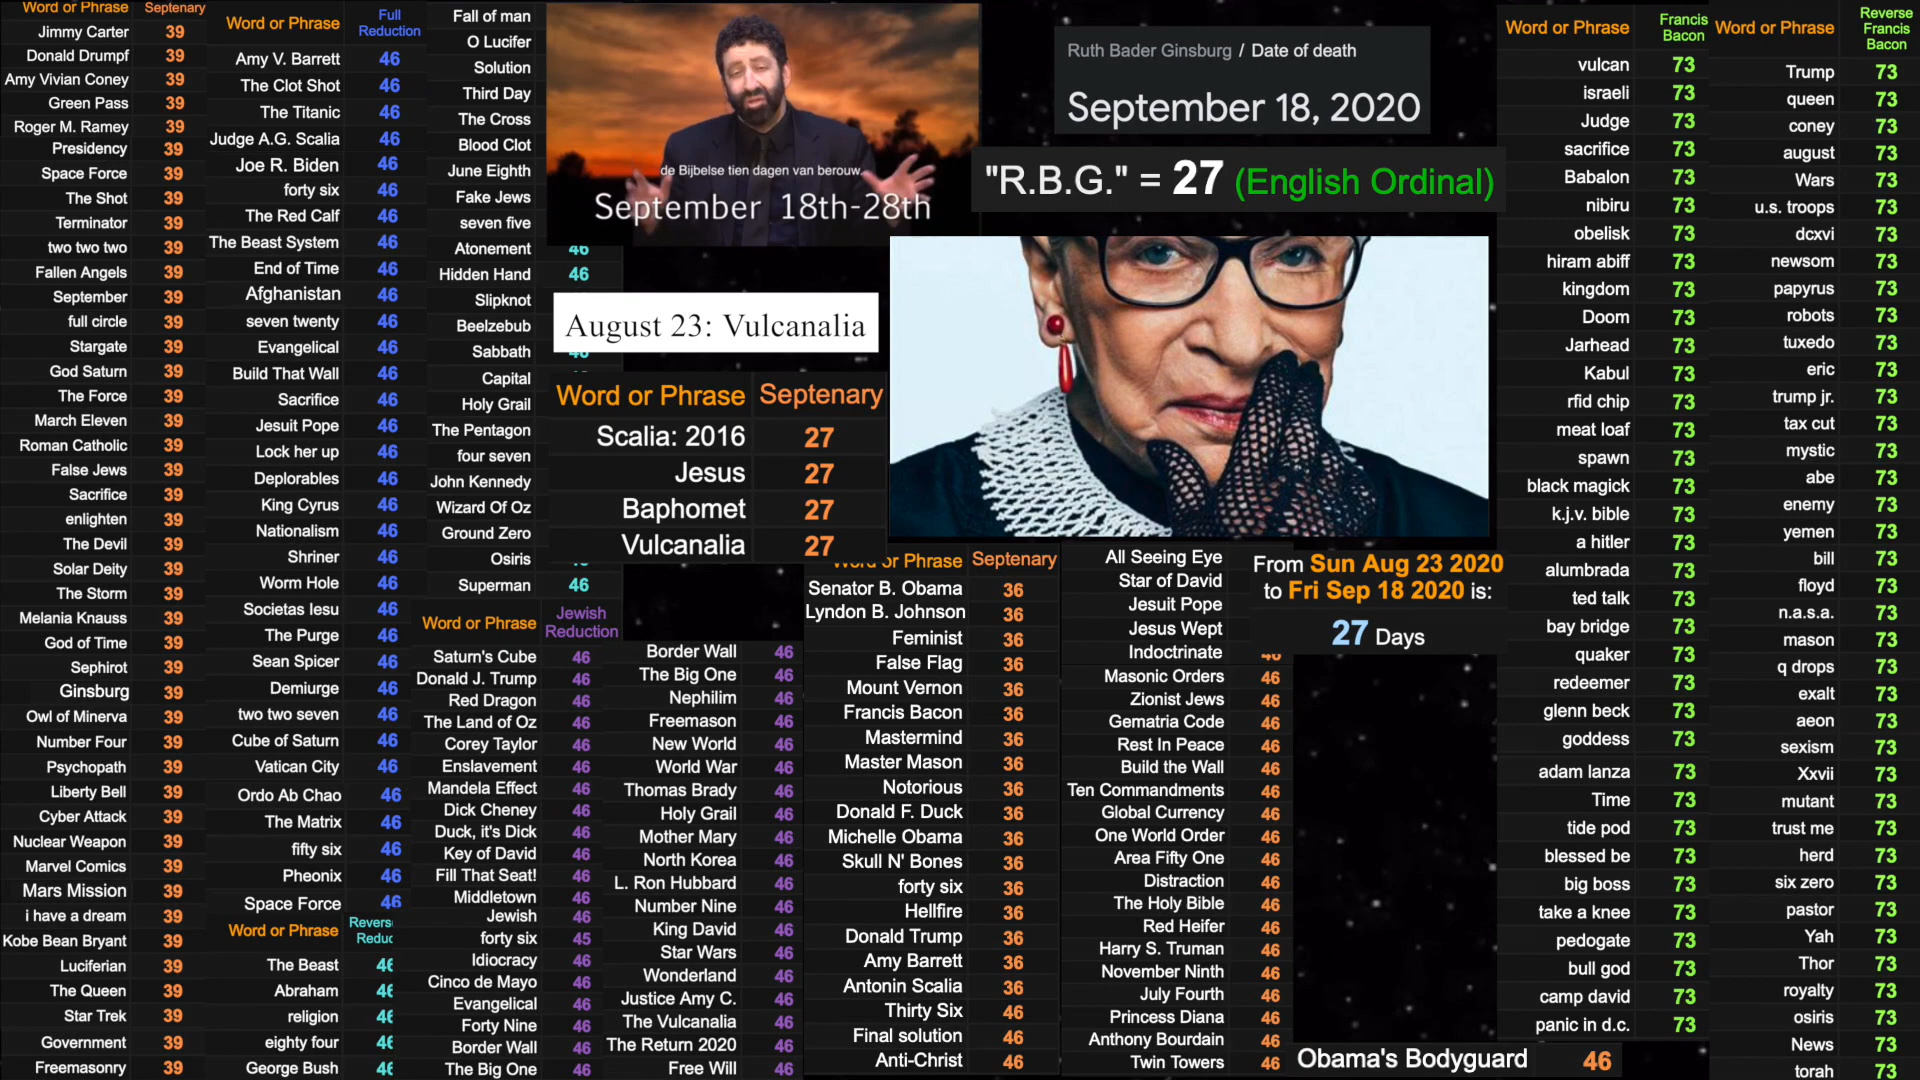 Word or Phrase Septenary
Jimmy Carter 39
Donald Drumpf 39
Amy Vivian Coney 39
Green Pass 39
Roger M. Ramey 39
Presidency 39
Space Force 39
The Shot 39
Terminator 39
two two two 39
Fallen Angels 39
September 39
full circle 39
Stargate 39
God Saturn 39
The Force 39
March Eleven 39
Roman Catholic 39
False Jews 39
Sacrifice 39
enlighten 39
The Devil 39
Solar Deity 39
The Storm 39
Melania Knauss 39
God of Time 39
Sephirot 39
Ginsburg 39
Owl of Minerva 39
Number Four 39
Psychopath 39
Liberty Bell 39
Cyber Attack 39
Nuclear Weapon 39
Marvel Comics 39
Mars Mission 39
i have a dream 39
Kobe Bean Bryant 39
Luciferian 39
The Queen 39
Star Trek 39
Government 39
Freemasonry 39
Word or Phrase Full Reduction
Amy V. Barrett 46
The Clot Shot 46
The Titanic 46
Judge A.G. Scalia 46
Joe R. Biden 46
forty six 46
The Red Calf 46
The Beast System 46
End of Time 46
Afghanistan 46
seven twenty 46
Evangelical 46
Build That Wall 46
Sacrifice 46
Jesuit Pope 46
Lock her up 46
Deplorables 46
King Cyrus 46
Nationalism 46
Shriner 46
Worm Hole 46
Societas Iesu 46
The Purge 46
Sean Spicer 46
Demiurge 46
two two seven 46
Cube of Saturn 46
Vatican City 46
Ordo Ab Chao 46
The Matrix 46
fifty six 46
Pheonix 46
Space Force 46
Word or Phrase
The Beast 46
Abraham 46
religion 46
eighty four 46
George Bush 46
Fall of man
O Lucifer
Solution
Third Day
The Cross
Blood Clot
June Eighth
Fake Jews
seven five
Atonement 46
Hidden Hand 46
Slipknot
Beelzebub
Sabbath
Capital
Holy Grail
The Pentagon
four seven
John Kennedy
Wizard Of Oz
Ground Zero
Osiris
Superman 46
Word or Phrase Jewish Reduction
Saturn's Cube 46
Donald J. Trump 46
Red Dragon 46
The Land of Oz 46
Corey Taylor 46
Enslavement 46
Mandela Effect 46
Dick Cheney 46
Duck, it's Dick 46
Key of David 46
Fill That Seat! 46
Middletown 46
Jewish 46
forty six 45
Idiocracy 46
Cinco de Mayo 46
Evangelical 46
Forty Nine 46
Border Wall 46
The Big One 46
Border Wall 46
The Big One 46
Nephilim 46
Freemason 46
New World 46
World War 46
Thomas Brady 46
Holy Grail 46
Mother Mary 46
North Korea 46
L. Ron Hubbard 46
Number Nine 46
King David 46
Star Wars 46
Wonderland 46
Justice Amy C. 46
The Vulcanalia 46
The Return 2020 46
Free Will 46
de Bijbelse tien dagen van berouw.
September 18th-28th
Ruth Bader Ginsburg / Date of death
September 18, 2020
"R.B.G." = 27 (English Ordinal)
August 23: Vulcanalia
Word or Phrase Septenary
Scalia: 2016 27
Jesus 27
Baphomet 27
Vulcanalia 27
Word or Phrase Septenary
Senator B. Obama 36
Lyndon B. Johnson 36
Feminist 36
False Flag 36
Mount Vernon 36
Francis Bacon 36
Mastermind 36
Master Mason 36
Notorious 36
Donald F. Duck 36
Michelle Obama 36
Skull N' Bones 36
forty six 36
Hellfire 36
Donald Trump 36
Amy Barrett 36
Antonin Scalia 36
Thirty Six 36
Final solution 46
Anti-Christ 46
All Seeing Eye
Star of David
Jesuit Pope
Jesus Wept
Indoctrinate 46
Masonic Orders 46
Zionist Jews 46
Gematria Code 46
Rest In Peace 46
Build the Wall 46
Ten Commandments 46
Global Currency 46
One World Order 46
Area Fifty One 46
Distraction 46
The Holy Bible 46
Red Heifer 46
Harry S. Truman 46
November Ninth 46
July Fourth 46
Princess Diana 46
Anthony Bourdain 46
Twin Towers 46
From Sun Aug 23 2020
to Fri Sep 18 2020 is:
27 Days
Obama's Bodyguard 46
Word or Phrase Francis Bacon
vulcan 73
israeli 73
Judge 73
sacrifice 73
Babalon 73
nibiru 73
obelisk 73
hiram abiff 73
kingdom 73
Doom 73
Jarhead 73
Kabul 73
rfid chip 73
meat loaf 73
spawn 73
black magick 73
k.j.v. bible 73
a hitler 73
alumbrada 73
ted talk 73
bay bridge 73
quaker 73
redeemer 73
glenn beck 73
goddess 73
adam lanza 73
Time 73
tide pod 73
blessed be 73
big boss 73
take a knee 73
pedogate 73
bull god 73
camp david 73
panic in d.c. 73
Word or Phrase Reverse Francis Bacon
Trump 73
queen 73
coney 73
august 73
Wars 73
u.s. troops 73
dcxvi 73
newsom 73
papyrus 73
robots 73
tuxedo 73
eric 73
trump jr. 73
tax cut 73
mystic 73
abe 73
enemy 73
yemen 73
bill 73
floyd 73
n.a.s.a. 73
mason 73
q drops 73
exalt 73
aeon 73
sexism 73
Xxvii 73
mutant 73
trust me 73
herd 73
six zero 73
pastor 73
Yah 73
Thor 73
royalty 73
osiris 73
News 73
torah 73